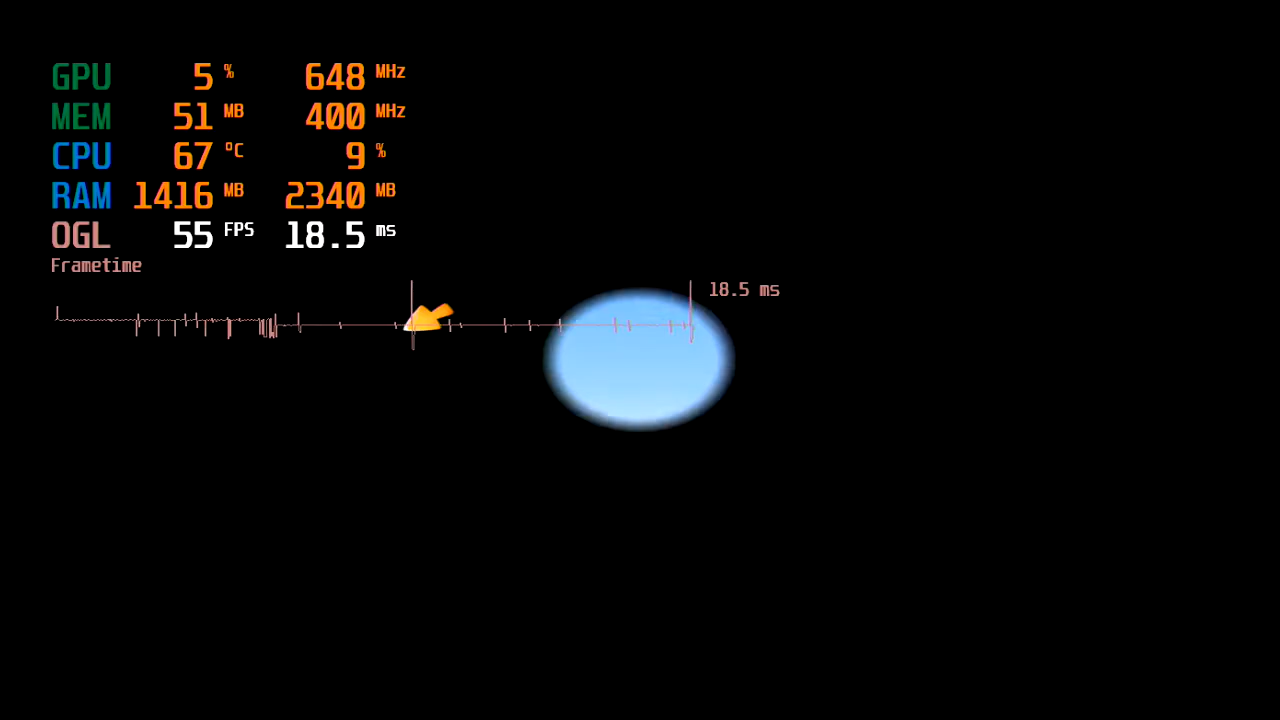 GPU 5 % 648 MHz
MEM 51 MB 400 MHz
CPU 67 °C 9 %
RAM 1416 MB 2340 MB
OGL 55 FPS 18.5 ms
Frametime
18.5 ms